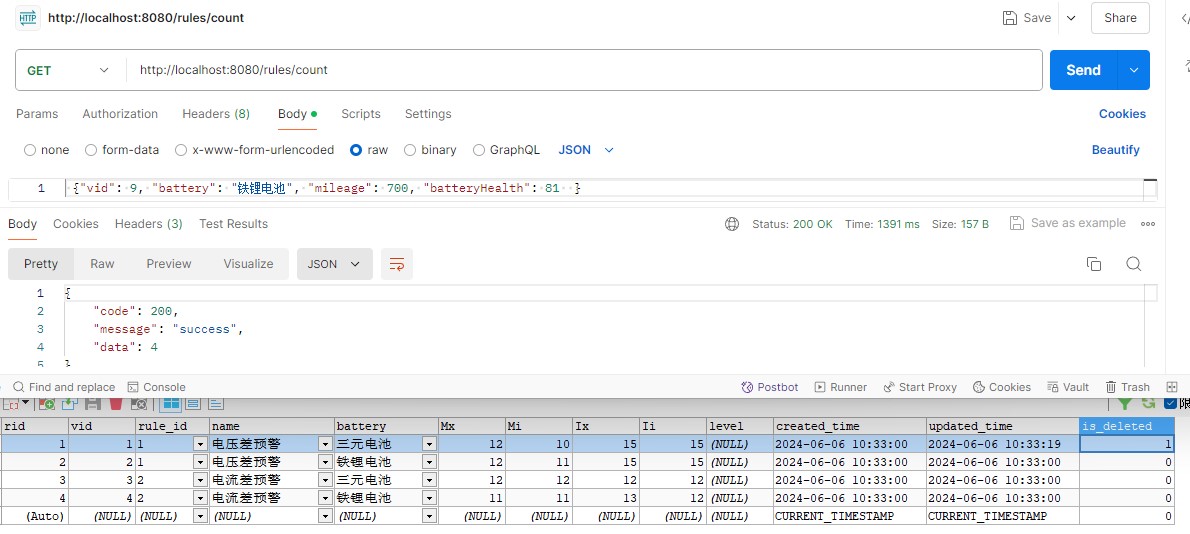 HTTP http://localhost:8080/rules/count Save Share
GET http://localhost:8080/rules/count Send
Params Authorization Headers (8) Body Scripts Settings Cookies
none form-data x-www-form-urlencoded raw binary GraphQL JSON Beautify
1 {"vid": 9, "battery": "铁锂电池", "mileage": 700, "batteryHealth": 81 }
Body Cookies Headers (3) Test Results Status: 200 OK Time: 1391 ms Size: 157 B Save as example
Pretty Raw Preview Visualize JSON
1 {
2 "code": 200,
3 "message": "success",
4 "data": 4
5 }
Find and replace Console Postbot Runner Start Proxy Cookies Vault Trash
限
rid vid rule_id name battery Mx Mi Ix Ii level created_time updated_time is_deleted
1 1 1 电压差预警 三元电池 12 10 15 15 (NULL) 2024-06-06 10:33:00 2024-06-06 10:33:19 1
2 2 1 电压差预警 铁锂电池 12 11 15 15 (NULL) 2024-06-06 10:33:00 2024-06-06 10:33:00 0
3 3 2 电流差预警 三元电池 12 12 12 12 (NULL) 2024-06-06 10:33:00 2024-06-06 10:33:00 0
4 4 2 电流差预警 铁锂电池 11 11 13 12 (NULL) 2024-06-06 10:33:00 2024-06-06 10:33:00 0
(Auto) (NULL) (NULL) (NULL) (NULL) (NULL) (NULL) (NULL) (NULL) (NULL) CURRENT_TIMESTAMP CURRENT_TIMESTAMP 0